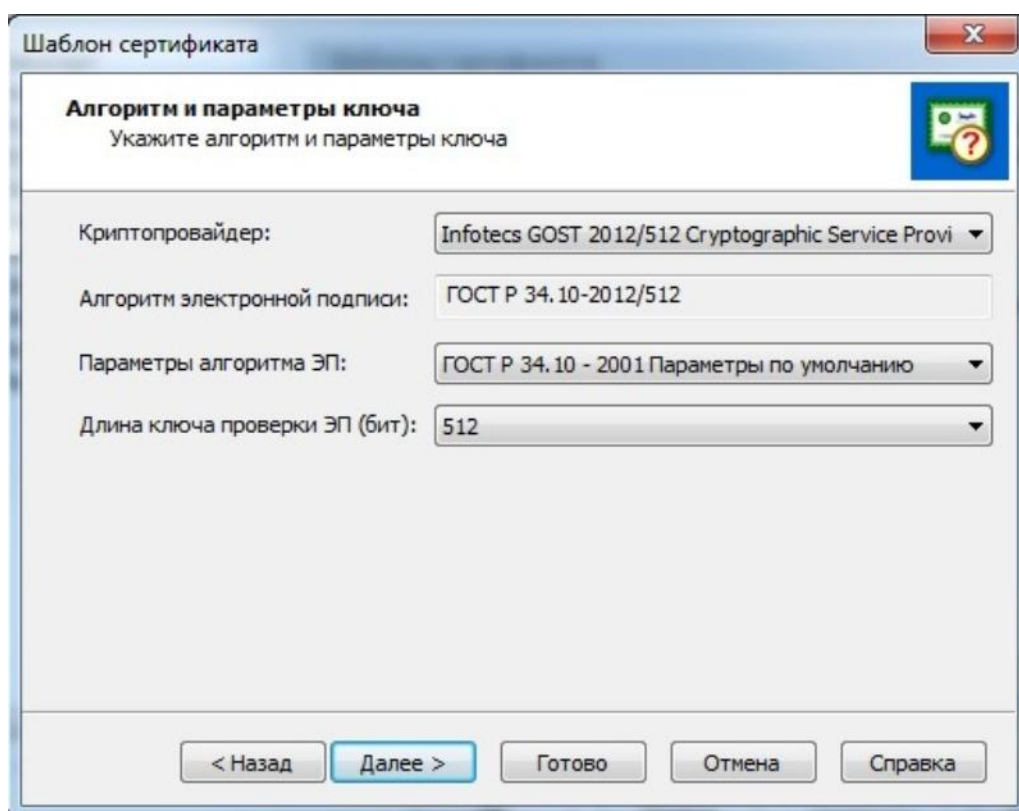 Шаблон сертификата
Алгоритм и параметры ключа
Укажите алгоритм и параметры ключа
Криптопровайдер:
Infotecs GOST 2012/512 Cryptographic Service Provi
Алгоритм электронной подписи:
ГОСТ Р 34.10-2012/512
Параметры алгоритма ЭП:
ГОСТ Р 34.10 - 2001 Параметры по умолчанию
Длина ключа проверки ЭП (бит):
512
< Назад
Далее >
Готово
Отмена
Справка